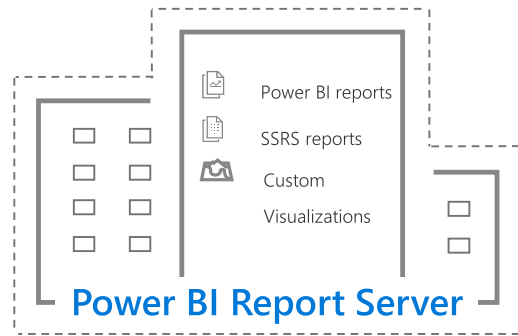 Power BI reports
SSRS reports
Custom
Visualizations
Power BI Report Server